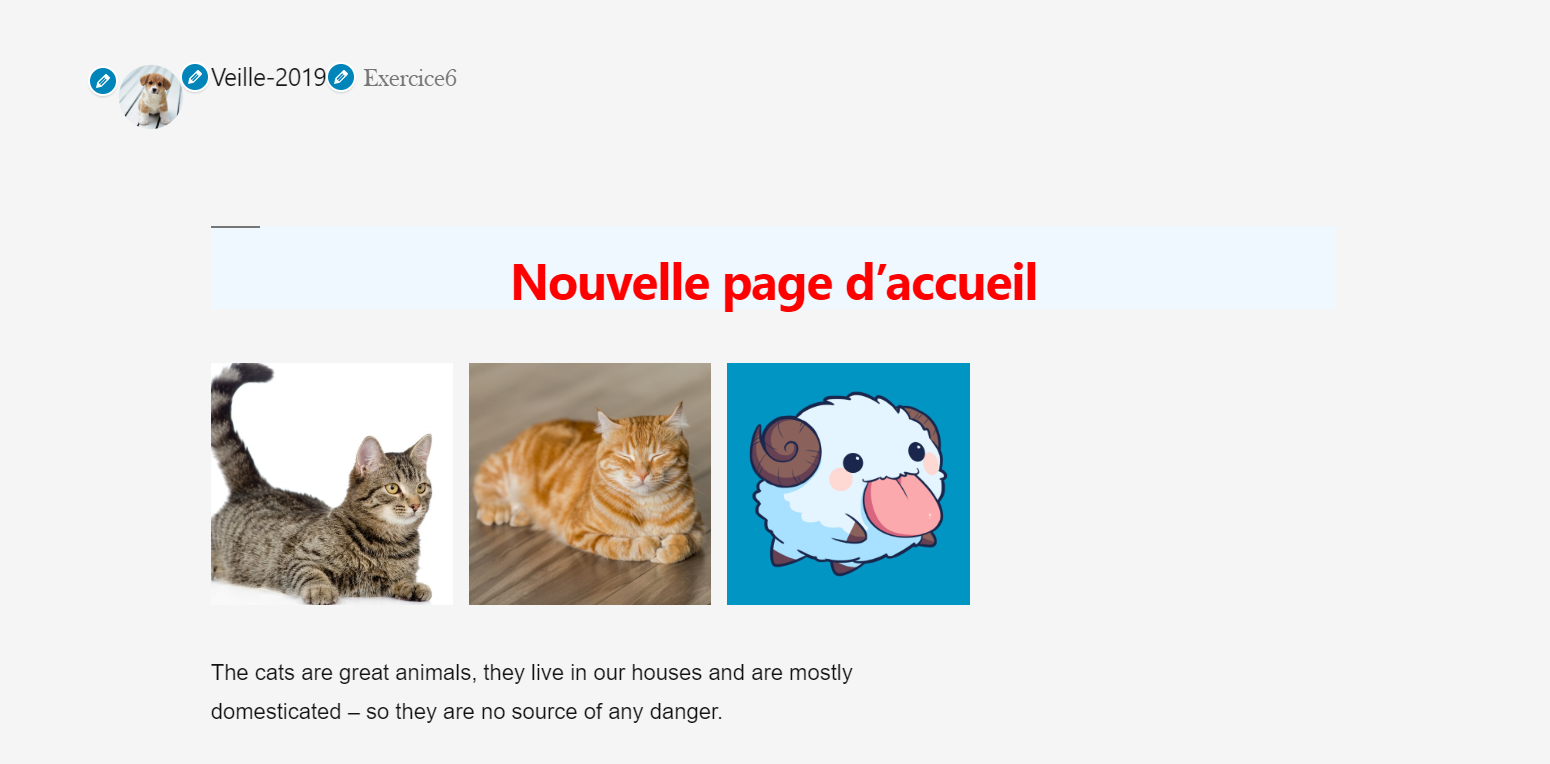 Veille-2019 Exercice6
Nouvelle page d’accueil
The cats are great animals, they live in our houses and are mostly
domesticated – so they are no source of any danger.